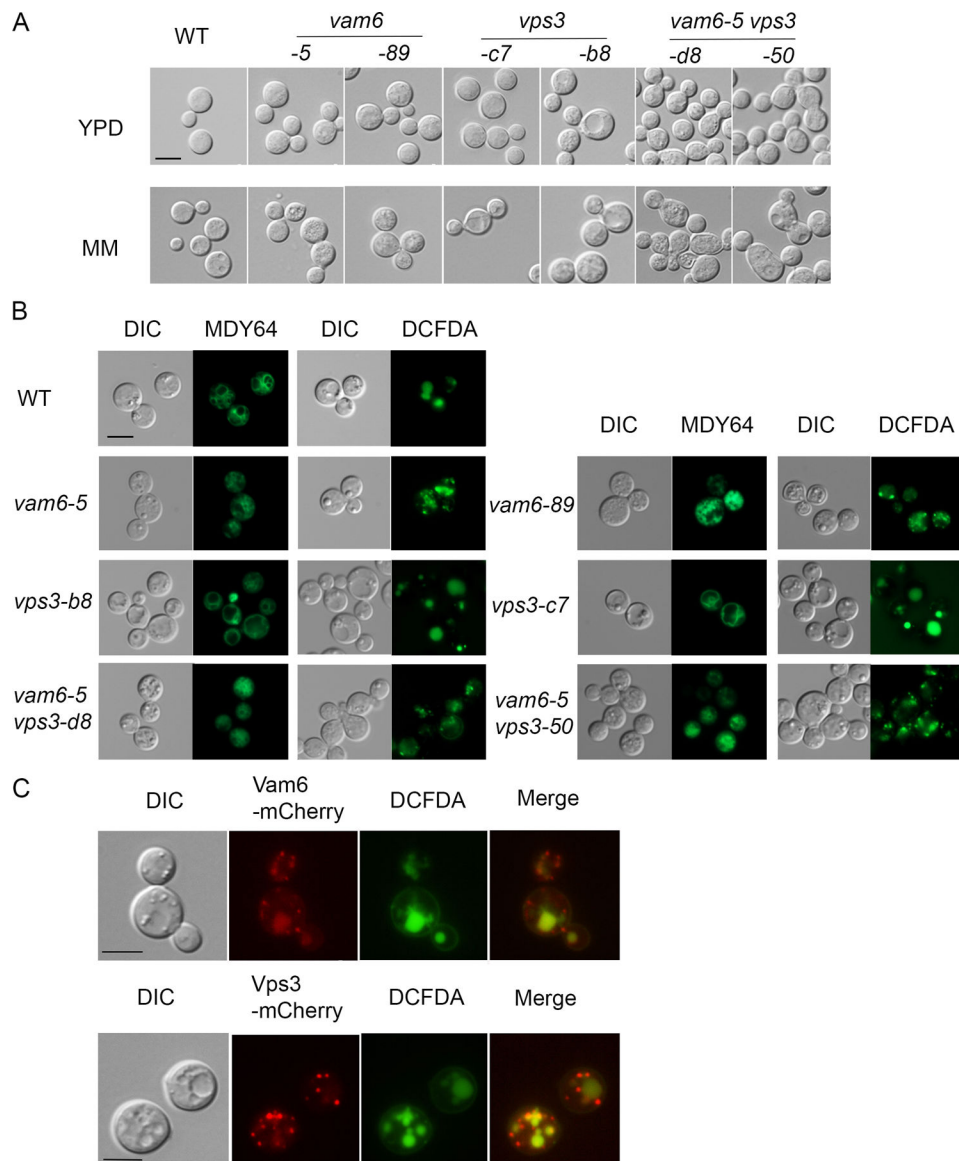 A
WT
vam6
vps3
vam6-5 vps3
-5
-89
-c7
-b8
-d8
-50
YPD
MM
B
DIC
MDY64
DIC
DCFDA
WT
DIC
MDY64
DIC
DCFDA
vam6-5
vam6-89
vps3-b8
vps3-c7
vam6-5
vps3-d8
vam6-5
vps3-50
C
DIC
Vam6
-mCherry
DCFDA
Merge
DIC
Vps3
-mCherry
DCFDA
Merge